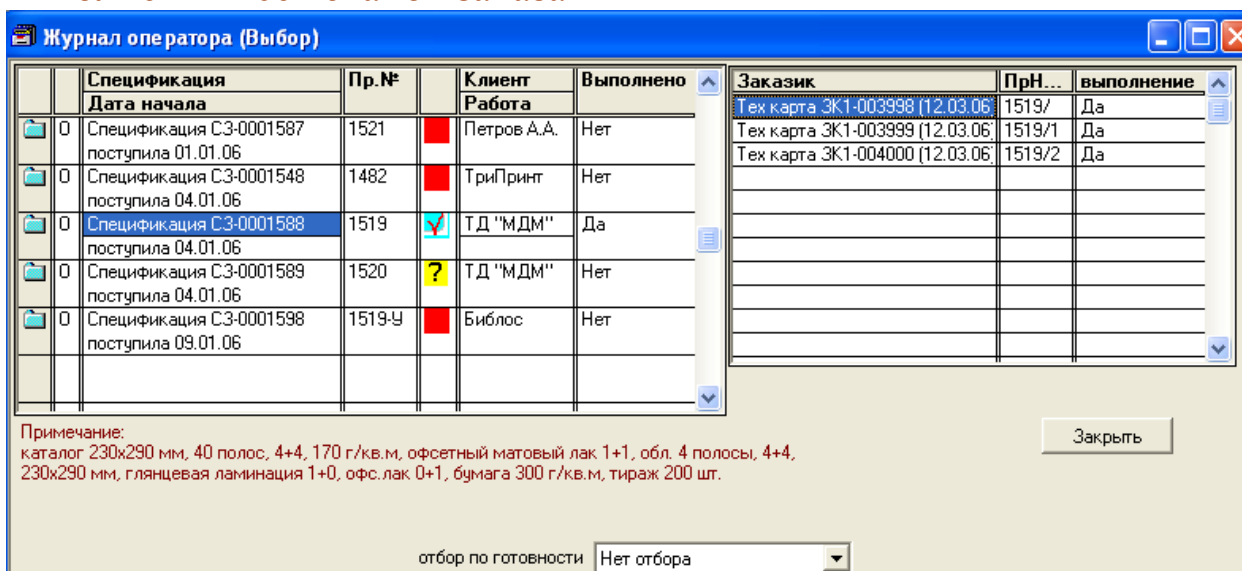 Журнал оператора (Выбор)
Спецификация Пр.№ Клиент Выполнено
Дата начала Работа
0 Спецификация СЗ-0001587 1521 Петров А.А. Нет
поступила 01.01.06
0 Спецификация СЗ-0001548 1482 ТриПринт Нет
поступила 04.01.06
0 Спецификация СЗ-0001588 1519 ТД "МДМ" Да
поступила 04.01.06
0 Спецификация СЗ-0001589 1520 ? ТД "МДМ" Нет
поступила 04.01.06
0 Спецификация СЗ-0001598 1519-У Библос Нет
поступила 09.01.06
Заказик ПрН... выполнение
Тех карта ЗК1-003998 (12.03.06) 1519/ Да
Тех карта ЗК1-003999 (12.03.06) 1519/1 Да
Тех карта ЗК1-004000 (12.03.06) 1519/2 Да
Примечание:
каталог 230х290 мм, 40 полос, 4+4, 170 г/кв.м, офсетный матовый лак 1+1, обл. 4 полосы, 4+4,
230х290 мм, глянцевая ламинация 1+0, офс.лак 0+1, бумага 300 г/кв.м, тираж 200 шт.
Закрыть
отбор по готовности Нет отбора